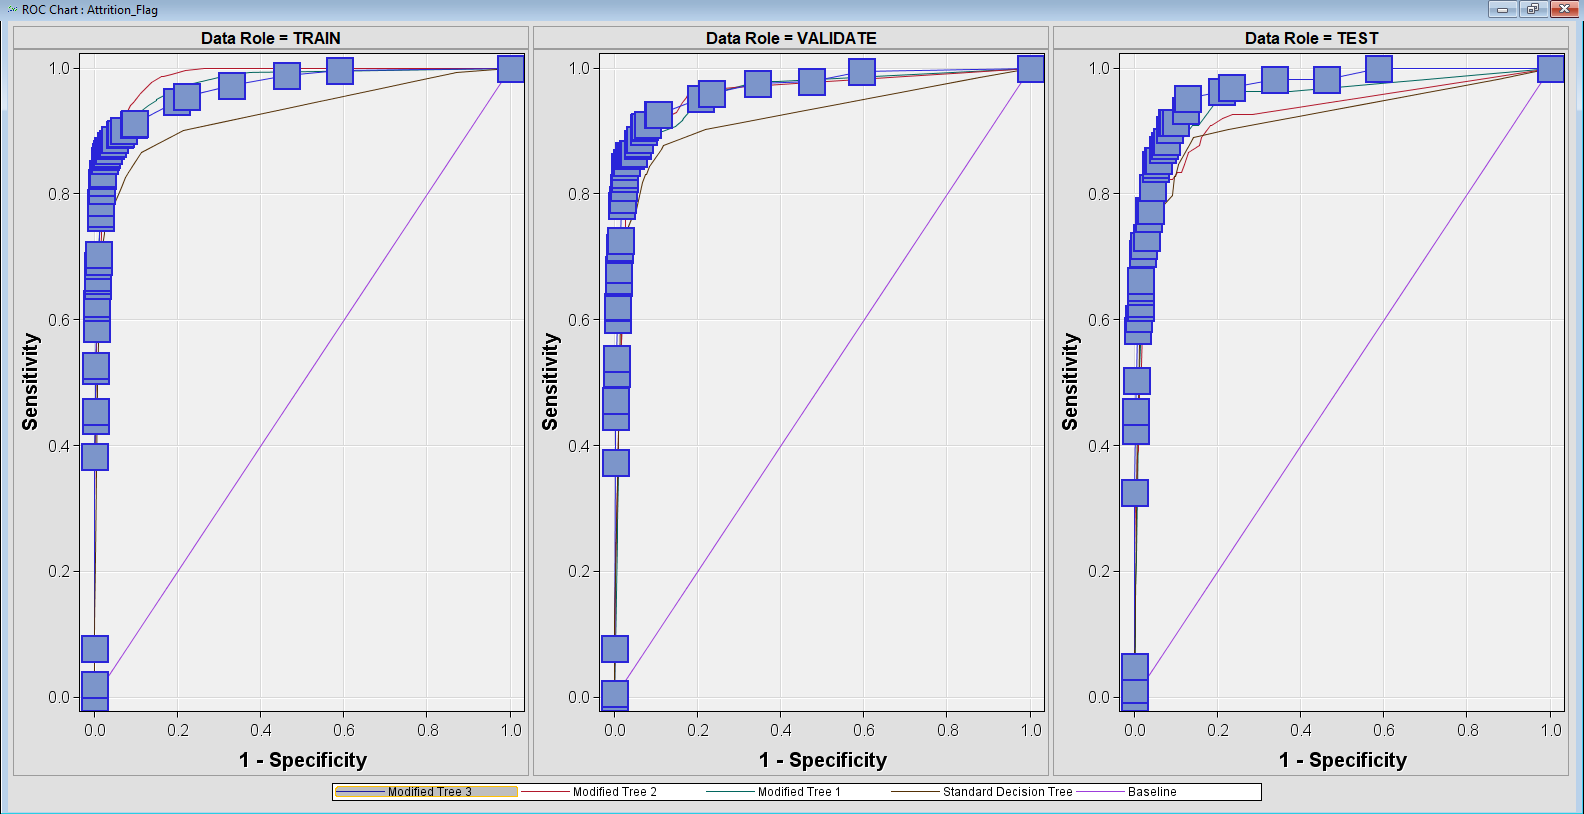 ROC Chart : Attrition_Flag
Data Role = TRAIN
Data Role = VALIDATE
Data Role = TEST
Sensitivity
1.0
0.8
0.6
0.4
0.2
0.0
0.0 0.2 0.4 0.6 0.8 1.0
1 - Specificity
Sensitivity
1.0
0.8
0.6
0.4
0.2
0.0
0.0 0.2 0.4 0.6 0.8 1.0
1 - Specificity
Sensitivity
1.0
0.8
0.6
0.4
0.2
0.0
0.0 0.2 0.4 0.6 0.8 1.0
1 - Specificity
Modified Tree 3 Modified Tree 2 Modified Tree 1 Standard Decision Tree Baseline